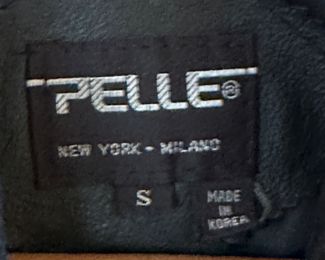 PELLE®
NEW YORK - MILANO
S
MADE
IN
KOREA